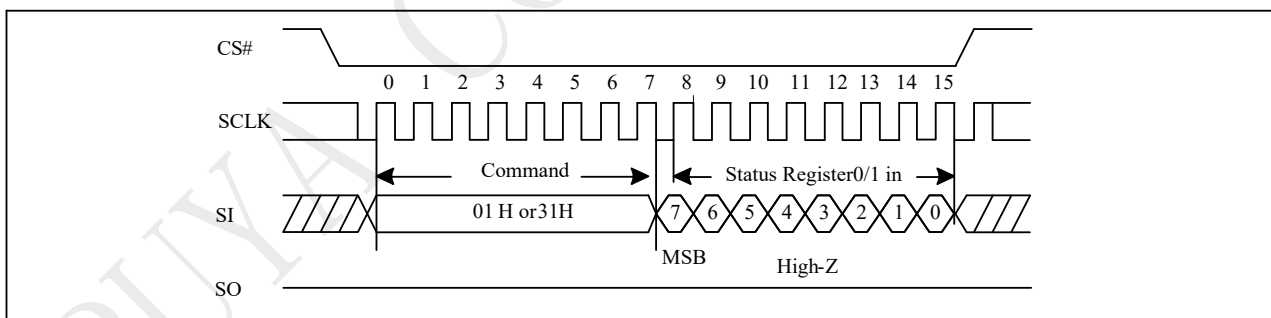 CS#
0 1 2 3 4 5 6 7 8 9 10 11 12 13 14 15
SCLK
Command
Status Register0/1 in
SI
01 H or31H
7 6 5 4 3 2 1 0
MSB
High-Z
SO
PUYA